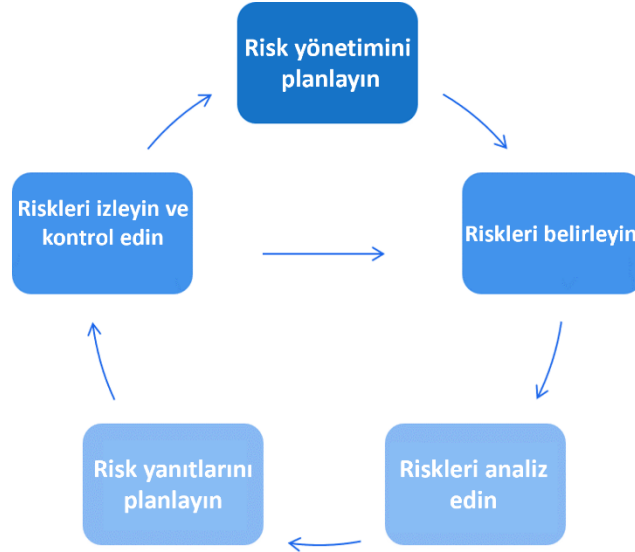 Risk yönetimini
planlayın
Riskleri belirleyin
Riskleri analiz
edin
Risk yanıtlarını
planlayın
Riskleri izleyin ve
kontrol edin